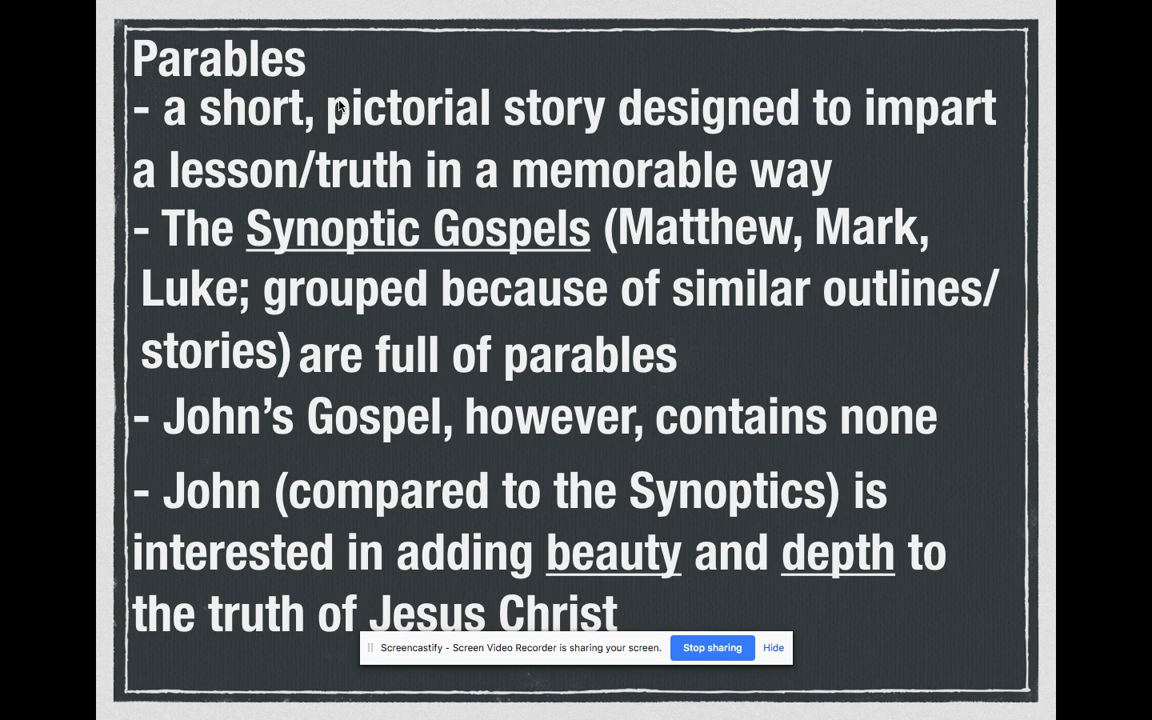 Parables
- a short, pictorial story designed to impart
a lesson/truth in a memorable way
- The Synoptic Gospels (Matthew, Mark,
Luke; grouped because of similar outlines/
stories) are full of parables
- John’s Gospel, however, contains none
- John (compared to the Synoptics) is
interested in adding beauty and depth to
the truth of Jesus Christ
Screencastify - Screen Video Recorder is sharing your screen. Stop sharing Hide